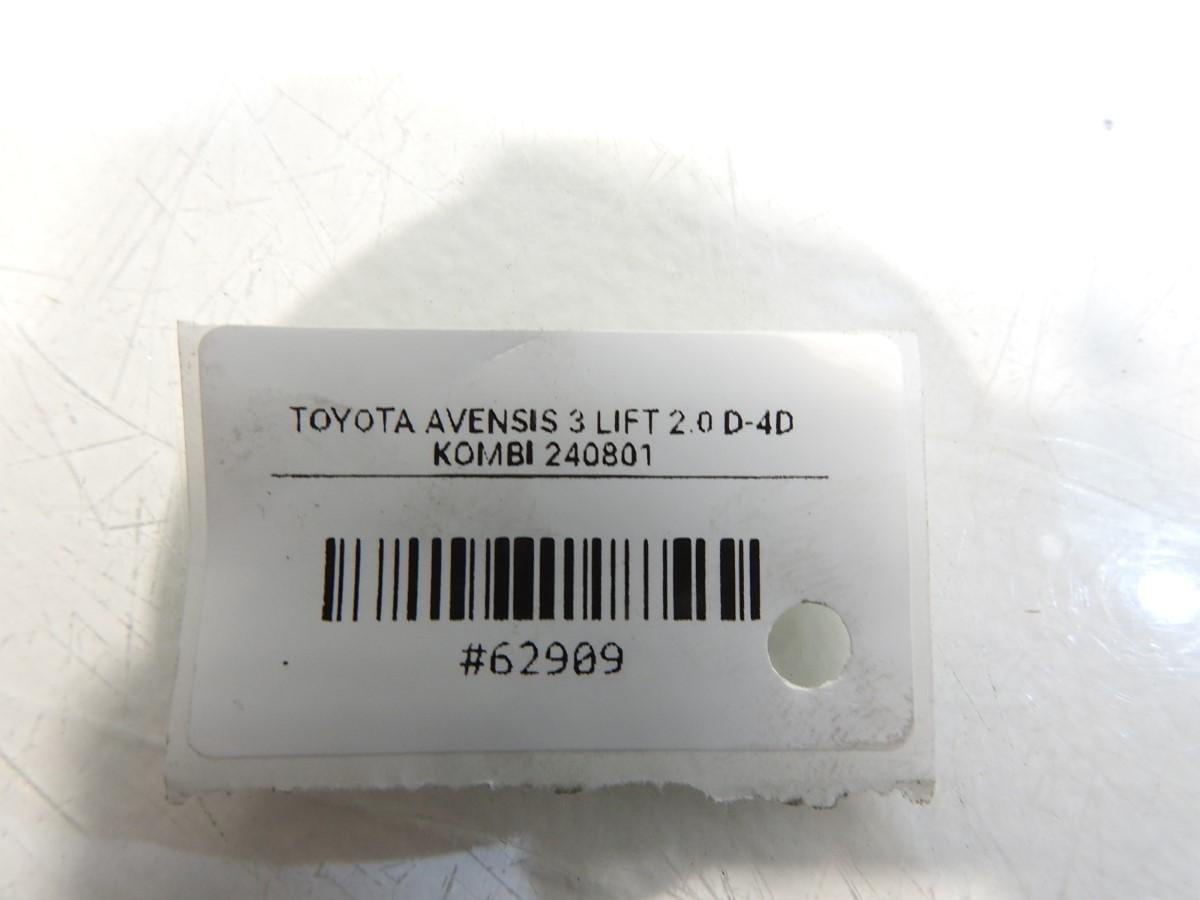 TOYOTA AVENSIS 3 LIFT 2.0 D-4D
KOMBI 240801
#62909